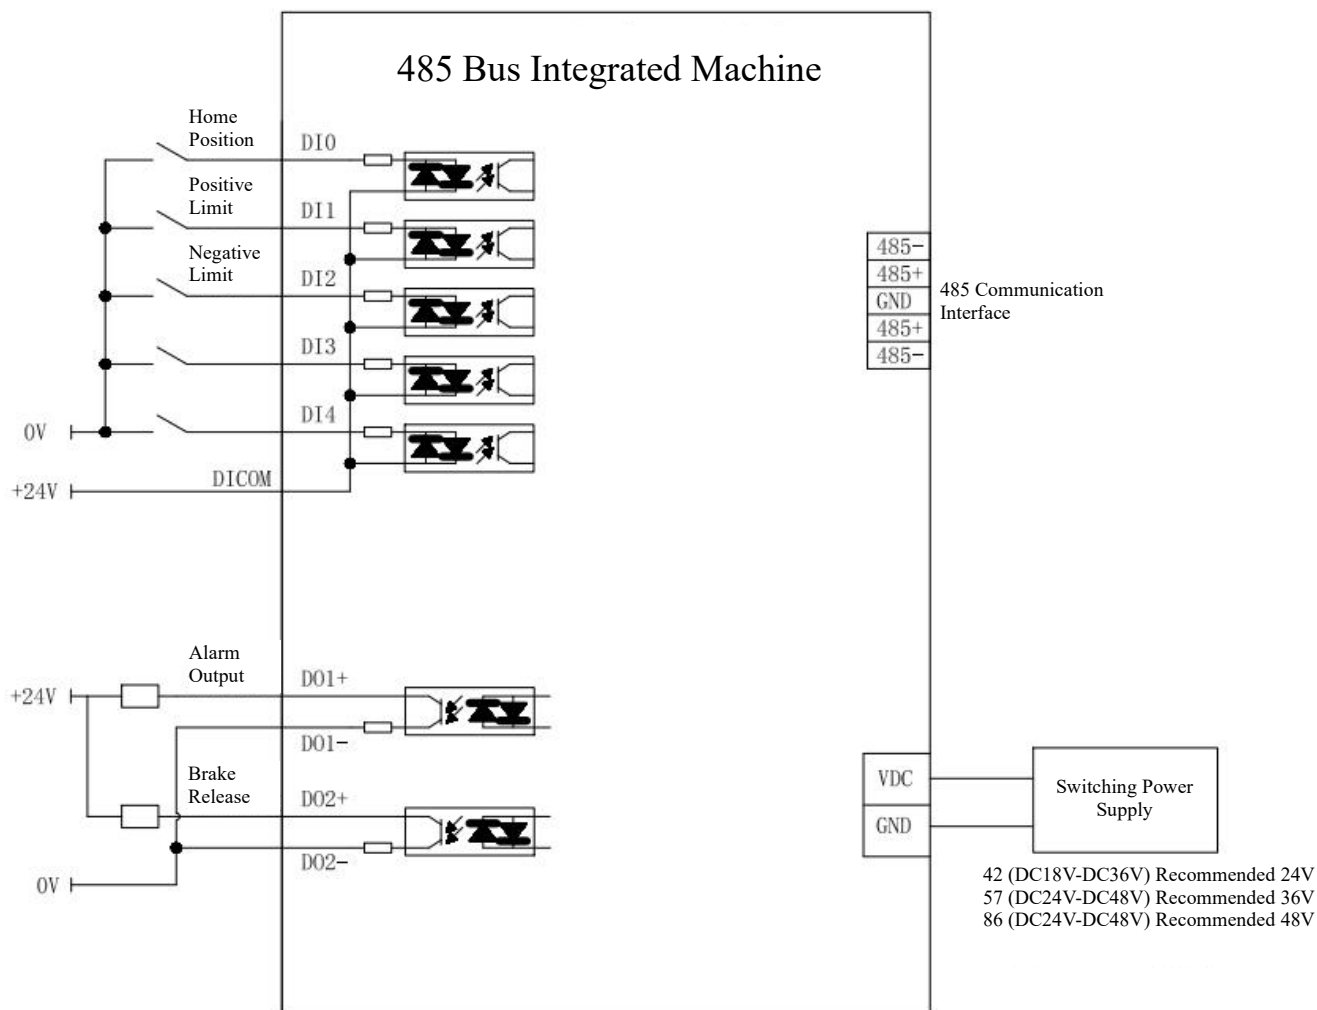 485 Bus Integrated Machine
Home
Position
DI0
Positive
Limit
DI1
Negative
Limit
DI2
DI3
DI4
0V
DICOM
+24V
485-
485+
GND
485+
485-
485 Communication
Interface
Alarm
Output
DO1+
+24V
DO1-
Brake
Release
DO2+
DO2-
0V
VDC
GND
Switching Power
Supply
42 (DC18V-DC36V) Recommended 24V
57 (DC24V-DC48V) Recommended 36V
86 (DC24V-DC48V) Recommended 48V